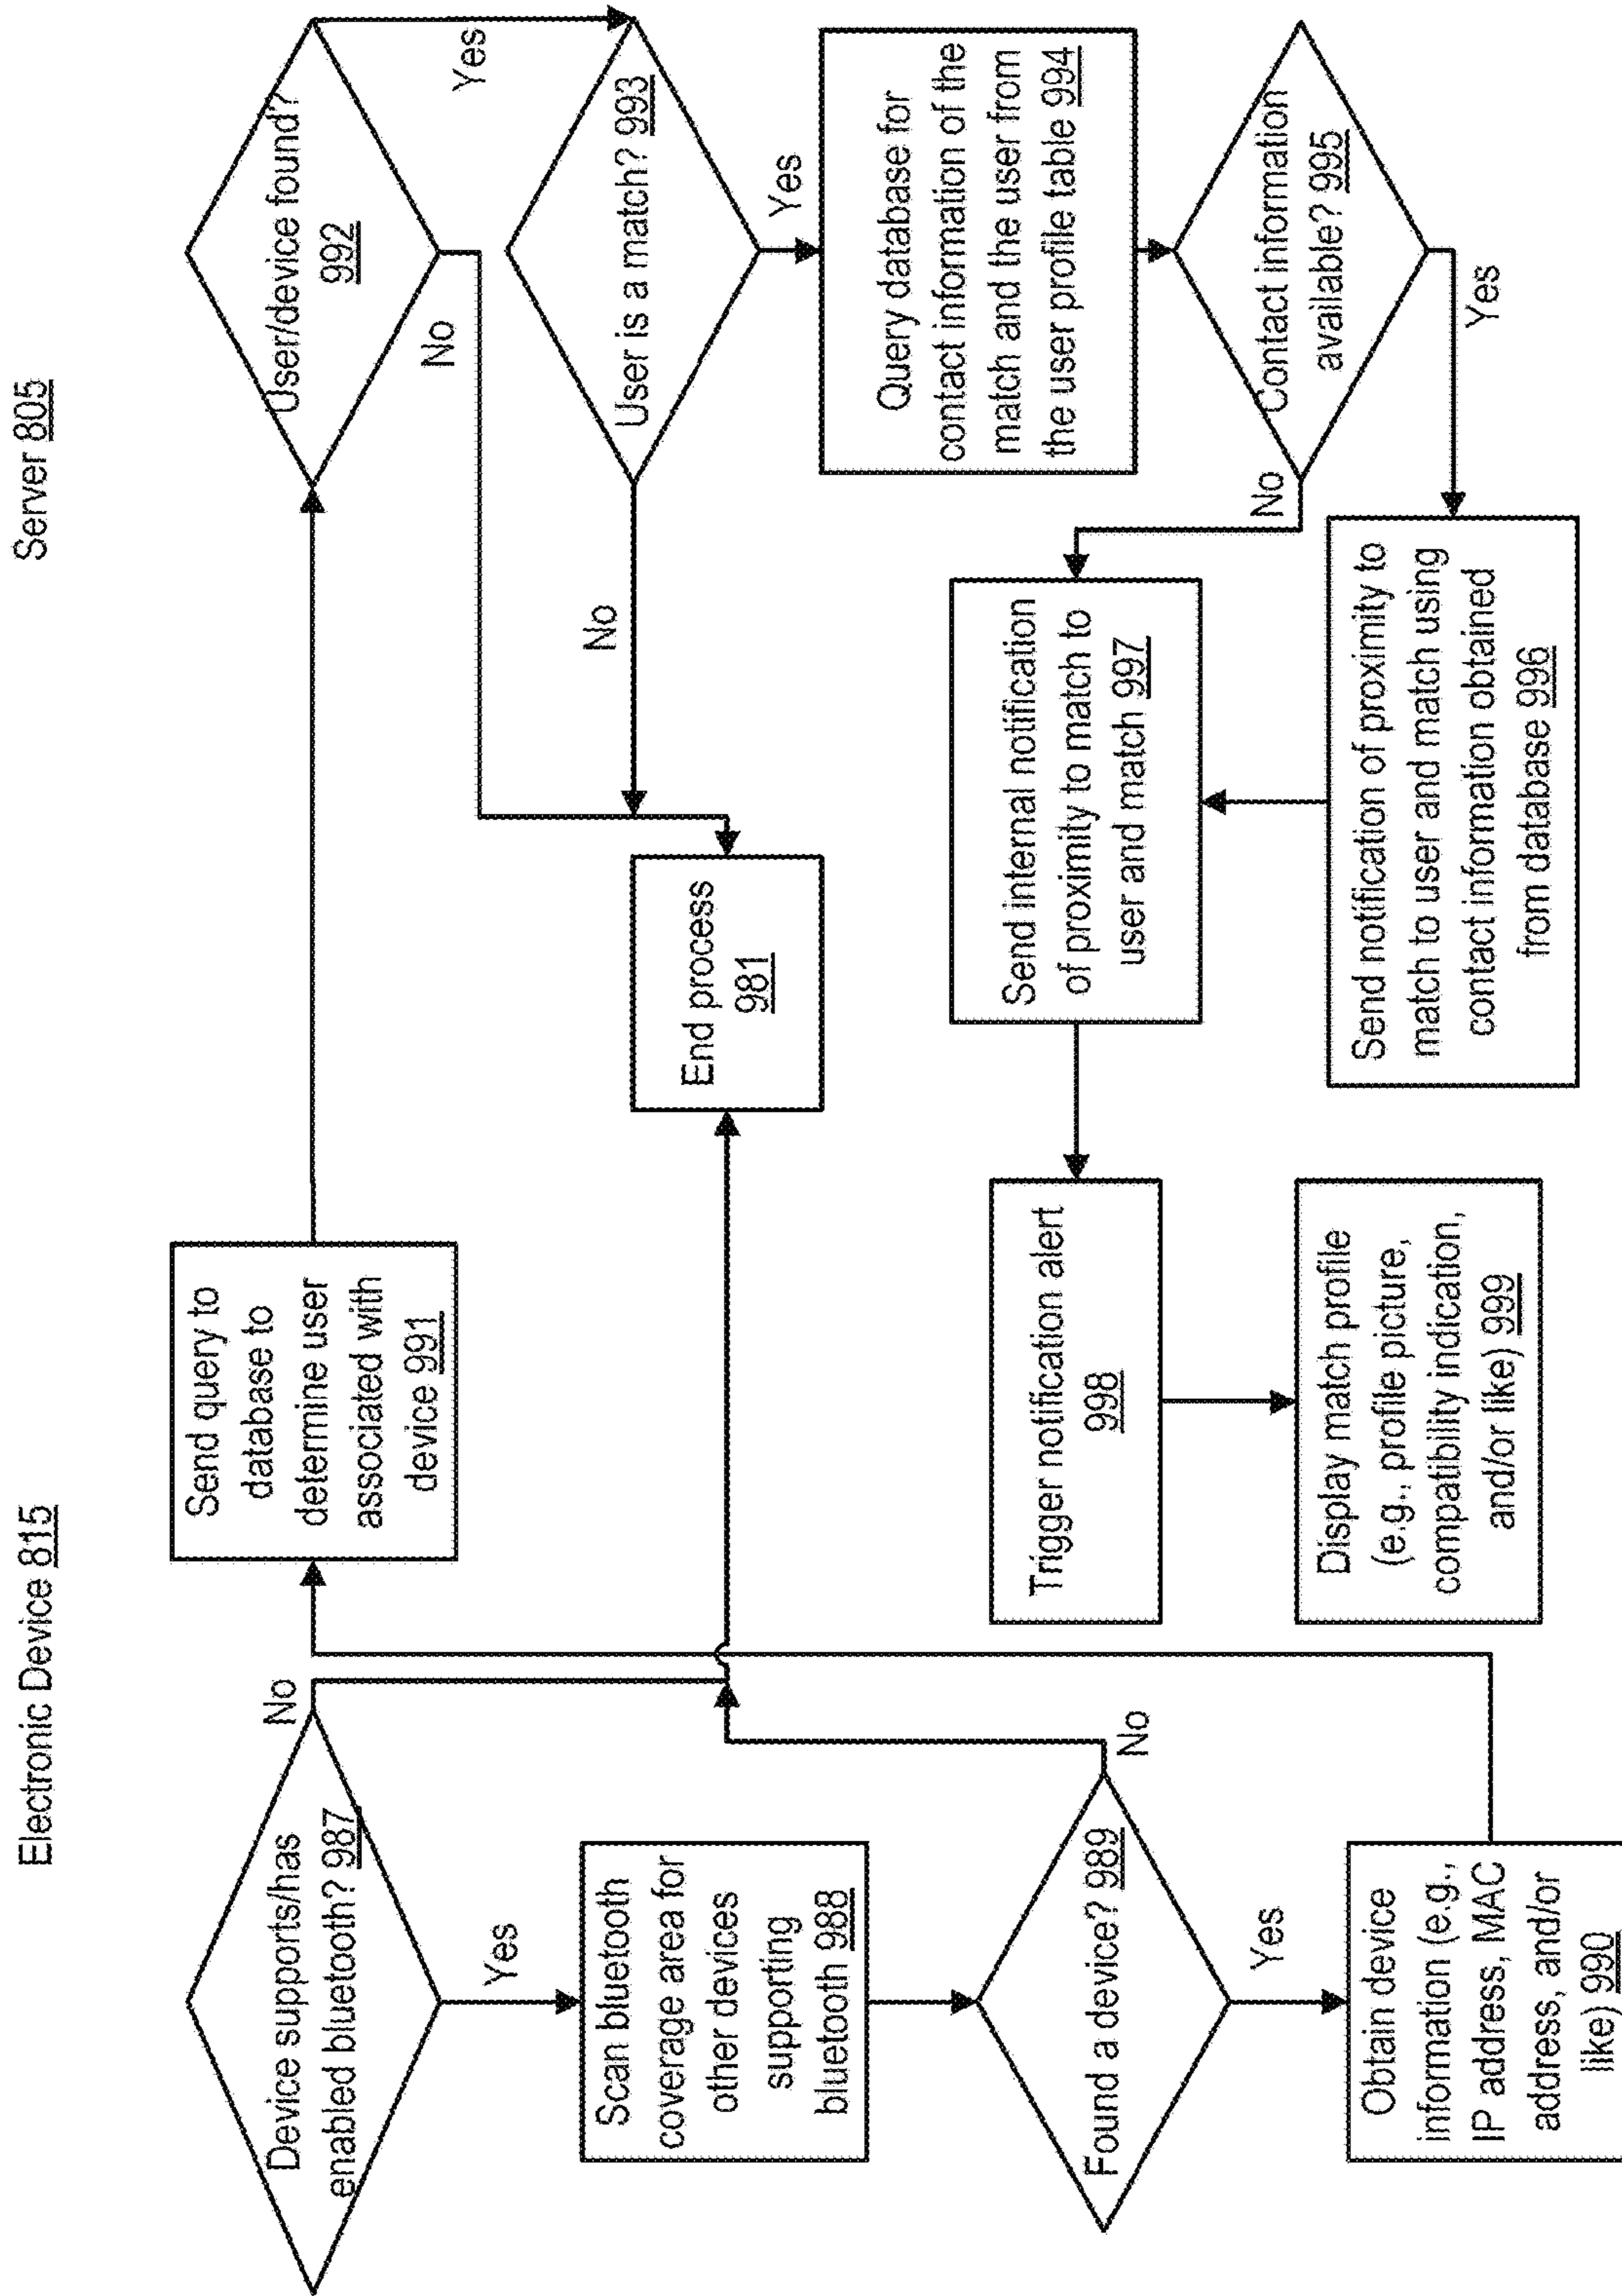 Electronic Device 815
Server 805
Device supports/has
enabled bluetooth? 987
No
Yes
Scan bluetooth
coverage area for
other devices
supporting
bluetooth 988
Found a device? 989
No
Yes
Obtain device
information (e.g.,
IP address, MAC
address, and/or
like) 990
Send query to
database to
determine user
associated with
device 991
User/device found?
992
No
Yes
User is a match? 993
No
Yes
End process
981
Query database for
contact information of the
match and the user from
the user profile table 994
Contact information
available? 995
No
Yes
Send notification of proximity to
match to user and match using
contact information obtained
from database 996
Send internal notification
of proximity to match to
user and match 997
Trigger notification alert
998
Display match profile
(e.g., profile picture,
compatibility indication,
and/or like) 999